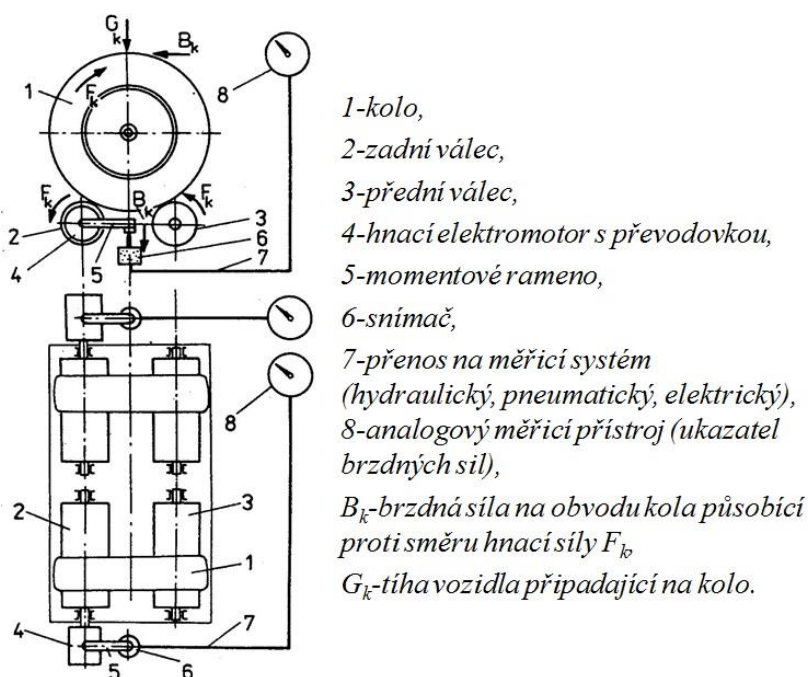 G_k
B_k
1
F_k
8
F_k
B_k
F_k
2
3
4
5
6
7
8
2
3
1
4
5
6
7
1-kolo,
2-zadní válec,
3-přední válec,
4-hnací elektromotor s převodovkou,
5-momentové rameno,
6-snímač,
7-přenos na měřicí systém
(hydraulický, pneumatický, elektrický),
8-analogový měřicí přístroj (ukazatel
brzdných sil),
B_k-brzdná síla na obvodu kola působící
proti směru hnací síly F_k,
G_k-tíha vozidla připadající na kolo.